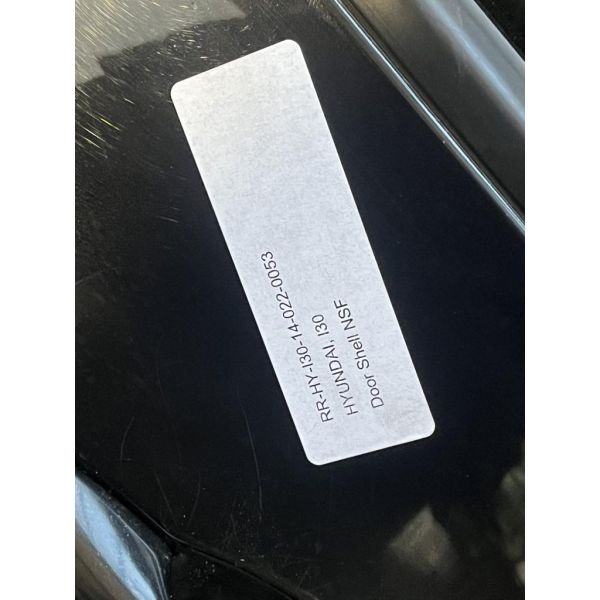 RR-HY-I30-14-022-0053
HYUNDAI, I30
Door Shell NSF